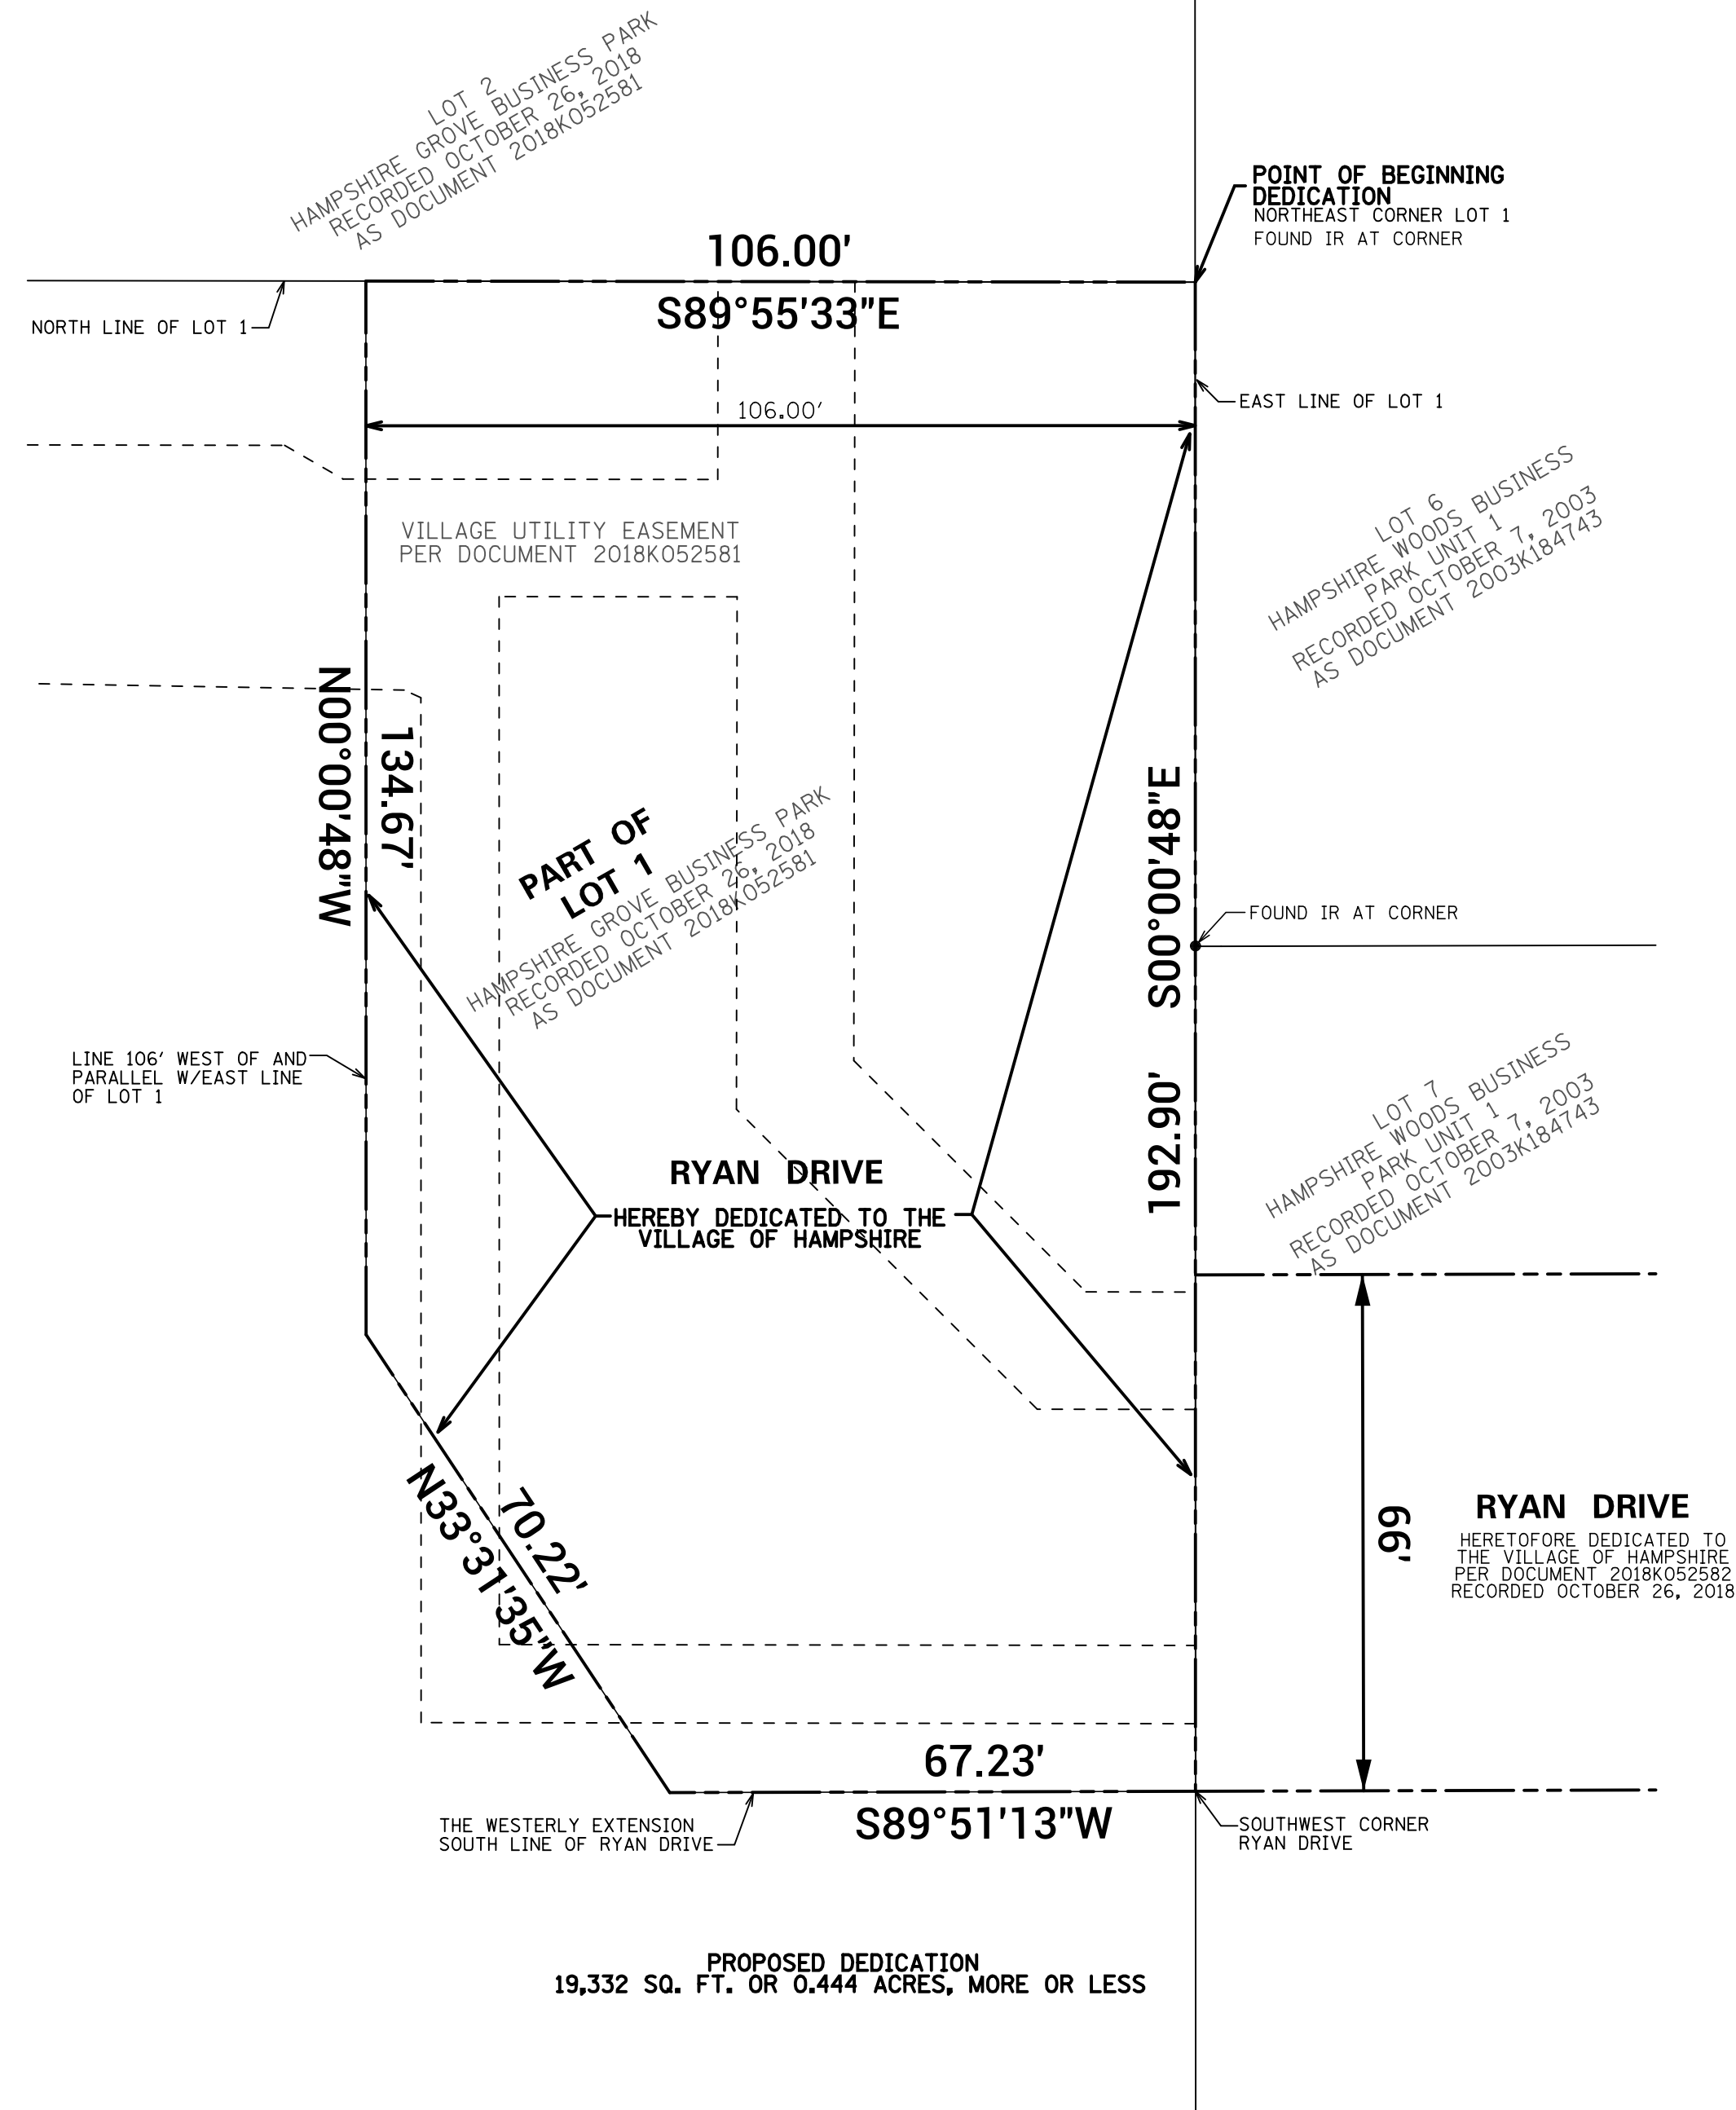 LOT 2
HAMPSHIRE GROVE BUSINESS PARK
RECORDED OCTOBER 26, 2018
AS DOCUMENT 2018K052581
POINT OF BEGINNING
DEDICATION
NORTHEAST CORNER LOT 1
FOUND IR AT CORNER
106.00'
S89°55'33"E
NORTH LINE OF LOT 1
106.00'
EAST LINE OF LOT 1
VILLAGE UTILITY EASEMENT
PER DOCUMENT 2018K052581
LOT 6
HAMPSHIRE WOODS BUSINESS
PARK UNIT 1
RECORDED OCTOBER 7, 2003
AS DOCUMENT 2003K184743
N00°00'48"W
134.67'
PART OF
LOT 1
HAMPSHIRE GROVE BUSINESS PARK
RECORDED OCTOBER 26, 2018
AS DOCUMENT 2018K052581
192.90' S00°00'48"E
FOUND IR AT CORNER
LINE 106' WEST OF AND
PARALLEL W/EAST LINE
OF LOT 1
LOT 7
HAMPSHIRE WOODS BUSINESS
PARK UNIT 1
RECORDED OCTOBER 7, 2003
AS DOCUMENT 2003K184743
RYAN DRIVE
HEREBY DEDICATED TO THE
VILLAGE OF HAMPSHIRE
70.22'
N33°31'35"W
66'
RYAN DRIVE
HERETOFORE DEDICATED TO
THE VILLAGE OF HAMPSHIRE
PER DOCUMENT 2018K052582
RECORDED OCTOBER 26, 2018
67.23'
S89°51'13"W
THE WESTERLY EXTENSION
SOUTH LINE OF RYAN DRIVE
SOUTHWEST CORNER
RYAN DRIVE
PROPOSED DEDICATION
19,332 SQ. FT. OR 0.444 ACRES, MORE OR LESS